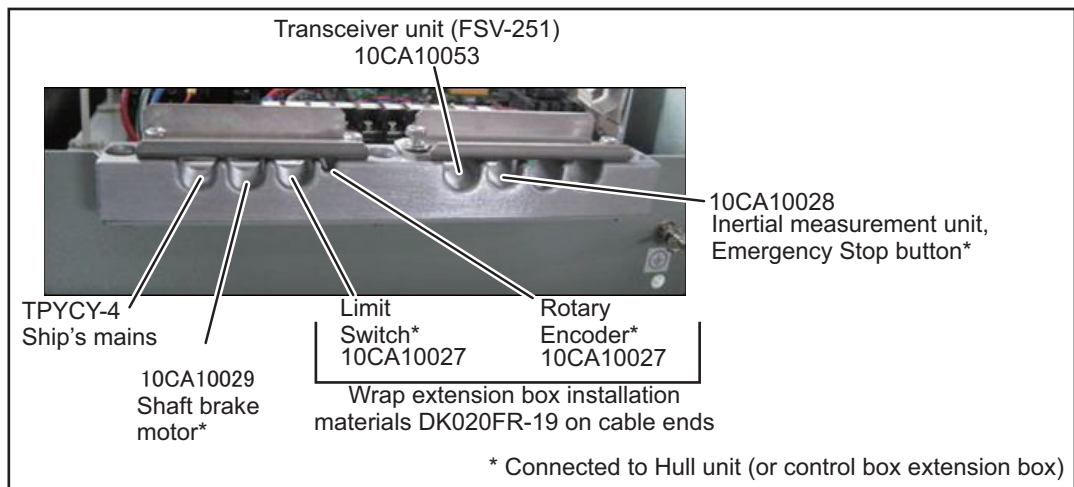 Transceiver unit (FSV-251)
10CA10053
10CA10028
Inertial measurement unit,
Emergency Stop button*
TPYCY-4
Ship's mains
10CA10029
Shaft brake
motor*
Limit
Switch*
10CA10027
Rotary
Encoder*
10CA10027
Wrap extension box installation
materials DK020FR-19 on cable ends
* Connected to Hull unit (or control box extension box)